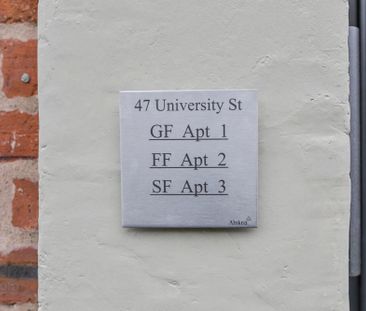 47 University St
GF Apt 1
FF Apt 2
SF Apt 3